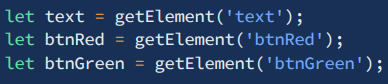 let text = getElement('text');
let btnRed = getElement('btnRed');
let btnGreen = getElement('btnGreen');